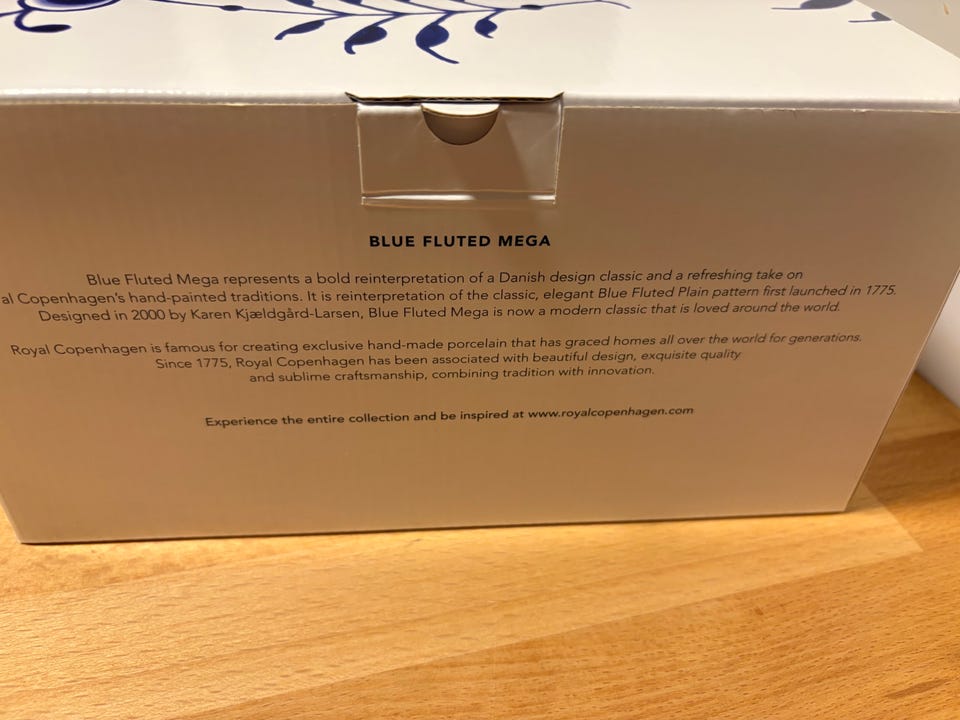 BLUE FLUTED MEGA
Blue Fluted Mega represents a bold reinterpretation of a Danish design classic and a refreshing take on
al Copenhagen's hand-painted traditions. It is reinterpretation of the classic, elegant Blue Fluted Plain pattern first launched in 1775.
Designed in 2000 by Karen Kjældgård-Larsen, Blue Fluted Mega is now a modern classic that is loved around the world.
Royal Copenhagen is famous for creating exclusive hand-made porcelain that has graced homes all over the world for generations.
Since 1775, Royal Copenhagen has been associated with beautiful design, exquisite quality
and sublime craftsmanship, combining tradition with innovation.
Experience the entire collection and be inspired at www.royalcopenhagen.com